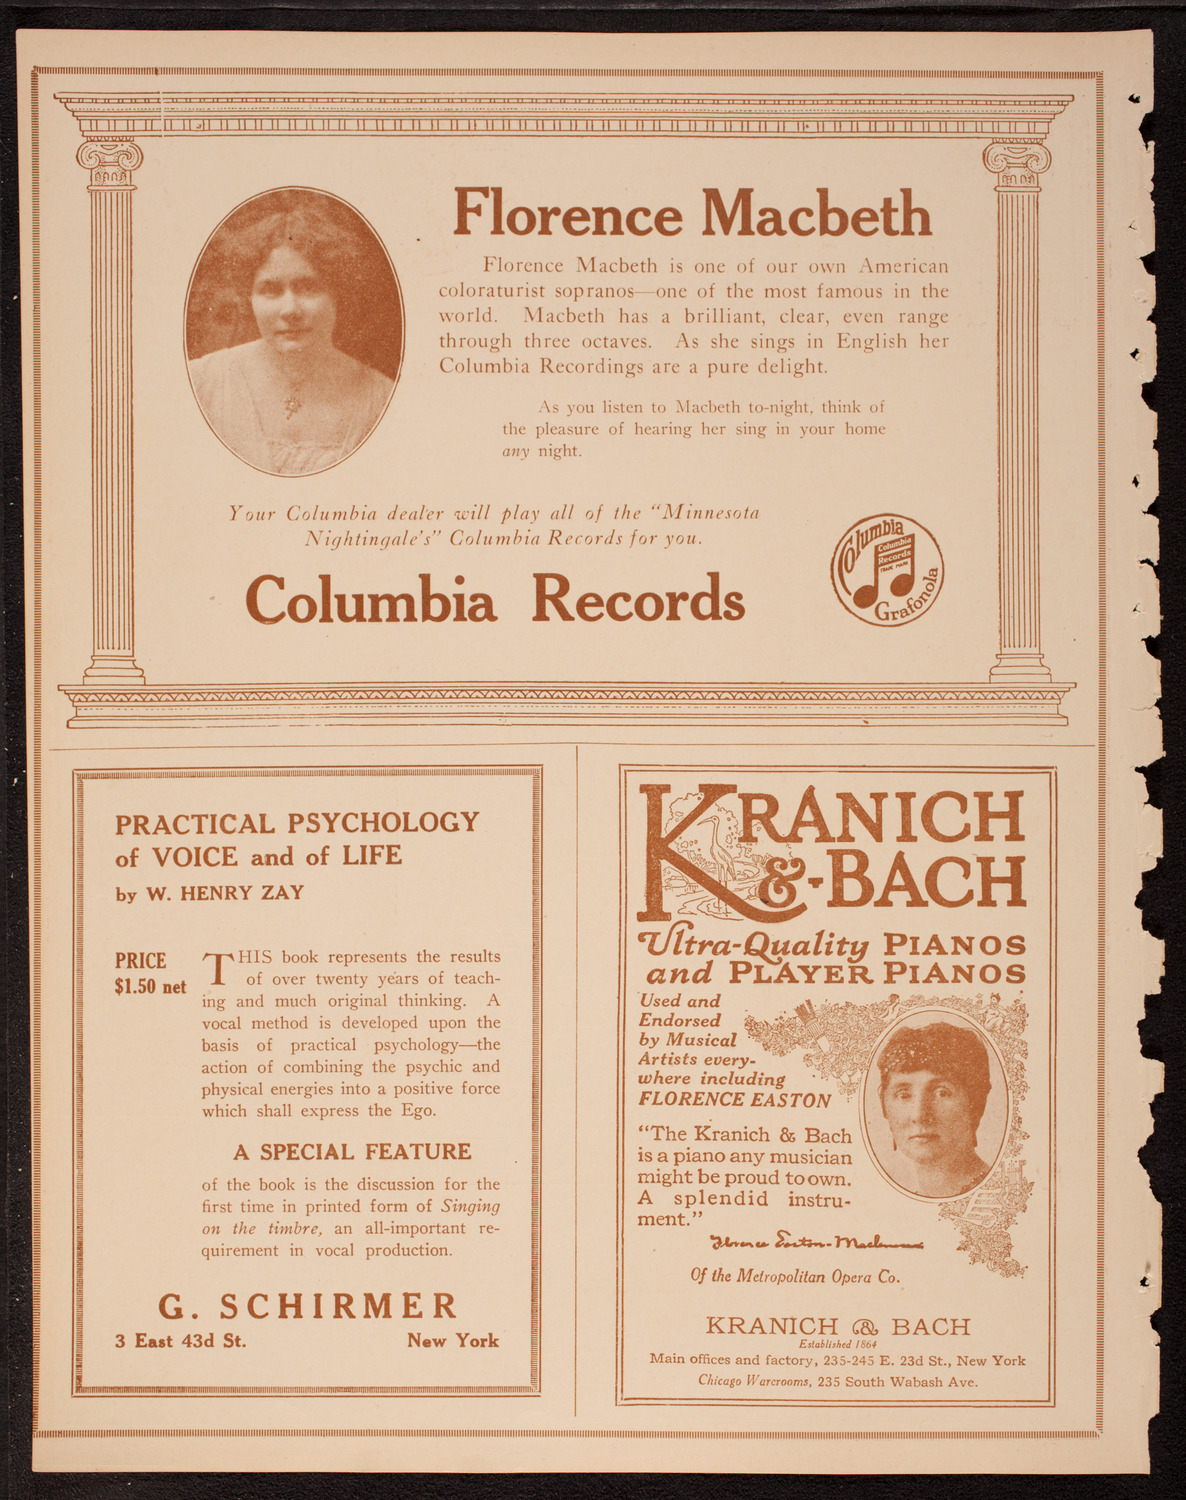 Florence Macbeth
Florence Macbeth is one of our own American
coloraturist sopranos—one of the most famous in the
world. Macbeth has a brilliant, clear, even range
through three octaves. As she sings in English her
Columbia Recordings are a pure delight.
As you listen to Macbeth to-night, think of
the pleasure of hearing her sing in your home
any night.
Your Columbia dealer will play all of the "Minnesota
Nightingale's" Columbia Records for you.
Columbia Records
Columbia
Columbia
Records
TRADE MARK
Grafonola
PRACTICAL PSYCHOLOGY
of VOICE and of LIFE
by W. HENRY ZAY
PRICE
$1.50 net
THIS book represents the results
of over twenty years of teach-
ing and much original thinking. A
vocal method is developed upon the
basis of practical psychology—the
action of combining the psychic and
physical energies into a positive force
which shall express the Ego.
A SPECIAL FEATURE
of the book is the discussion for the
first time in printed form of Singing
on the timbre, an all-important re-
quirement in vocal production.
G. SCHIRMER
3 East 43d St. New York
KRANICH
&-BACH
Ultra-Quality PIANOS
and PLAYER PIANOS
Used and
Endorsed
by Musical
Artists every-
where including
FLORENCE EASTON
"The Kranich & Bach
is a piano any musician
might be proud to own.
A splendid instru-
ment."
Florence Easton-Maclennan
Of the Metropolitan Opera Co.
KRANICH & BACH
Established 1864
Main offices and factory, 235-245 E. 23d St., New York
Chicago Warerooms, 235 South Wabash Ave.